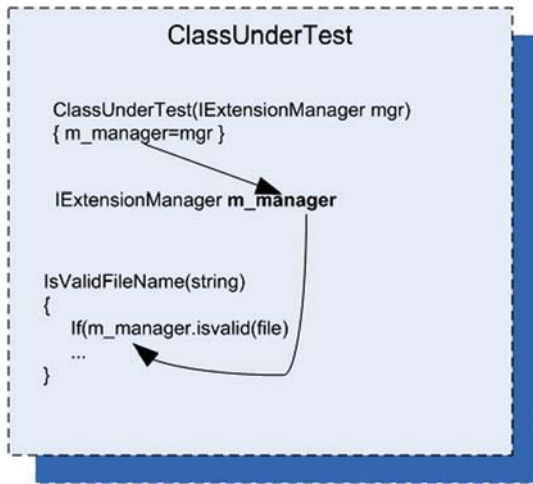 ClassUnderTest
ClassUnderTest(IExtensionManager mgr)
{ m_manager=mgr }
IExtensionManager m_manager
IsValidFileName(string)
{
If(m_manager.isvalid(file)
...
}